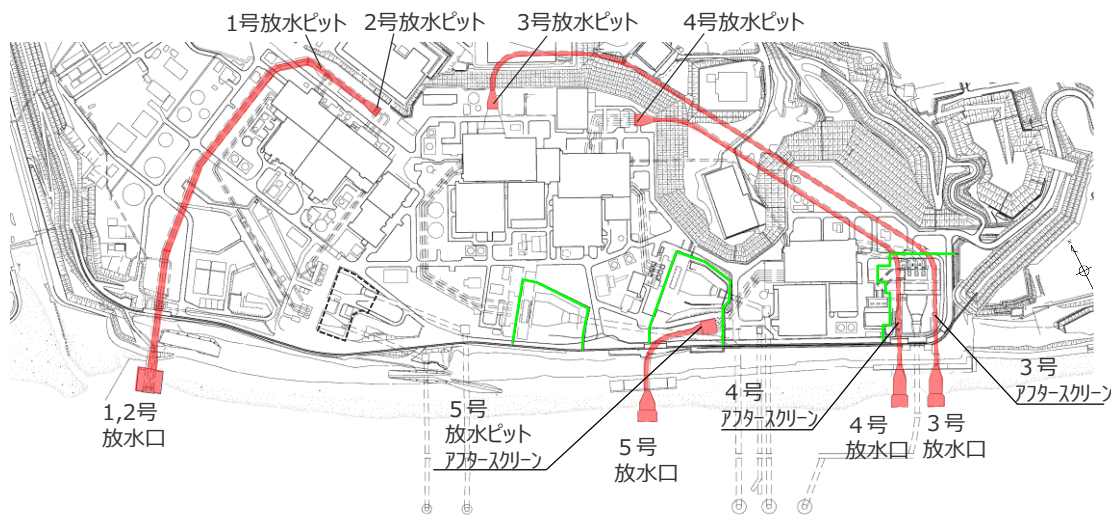 1号放水ピット
2号放水ピット
3号放水ピット
4号放水ピット
1,2号
放水口
5号
放水ピット
アフタースクリーン
5号
放水口
4号
アフタースクリーン
4号
放水口
3号
放水口
3号
アフタースクリーン